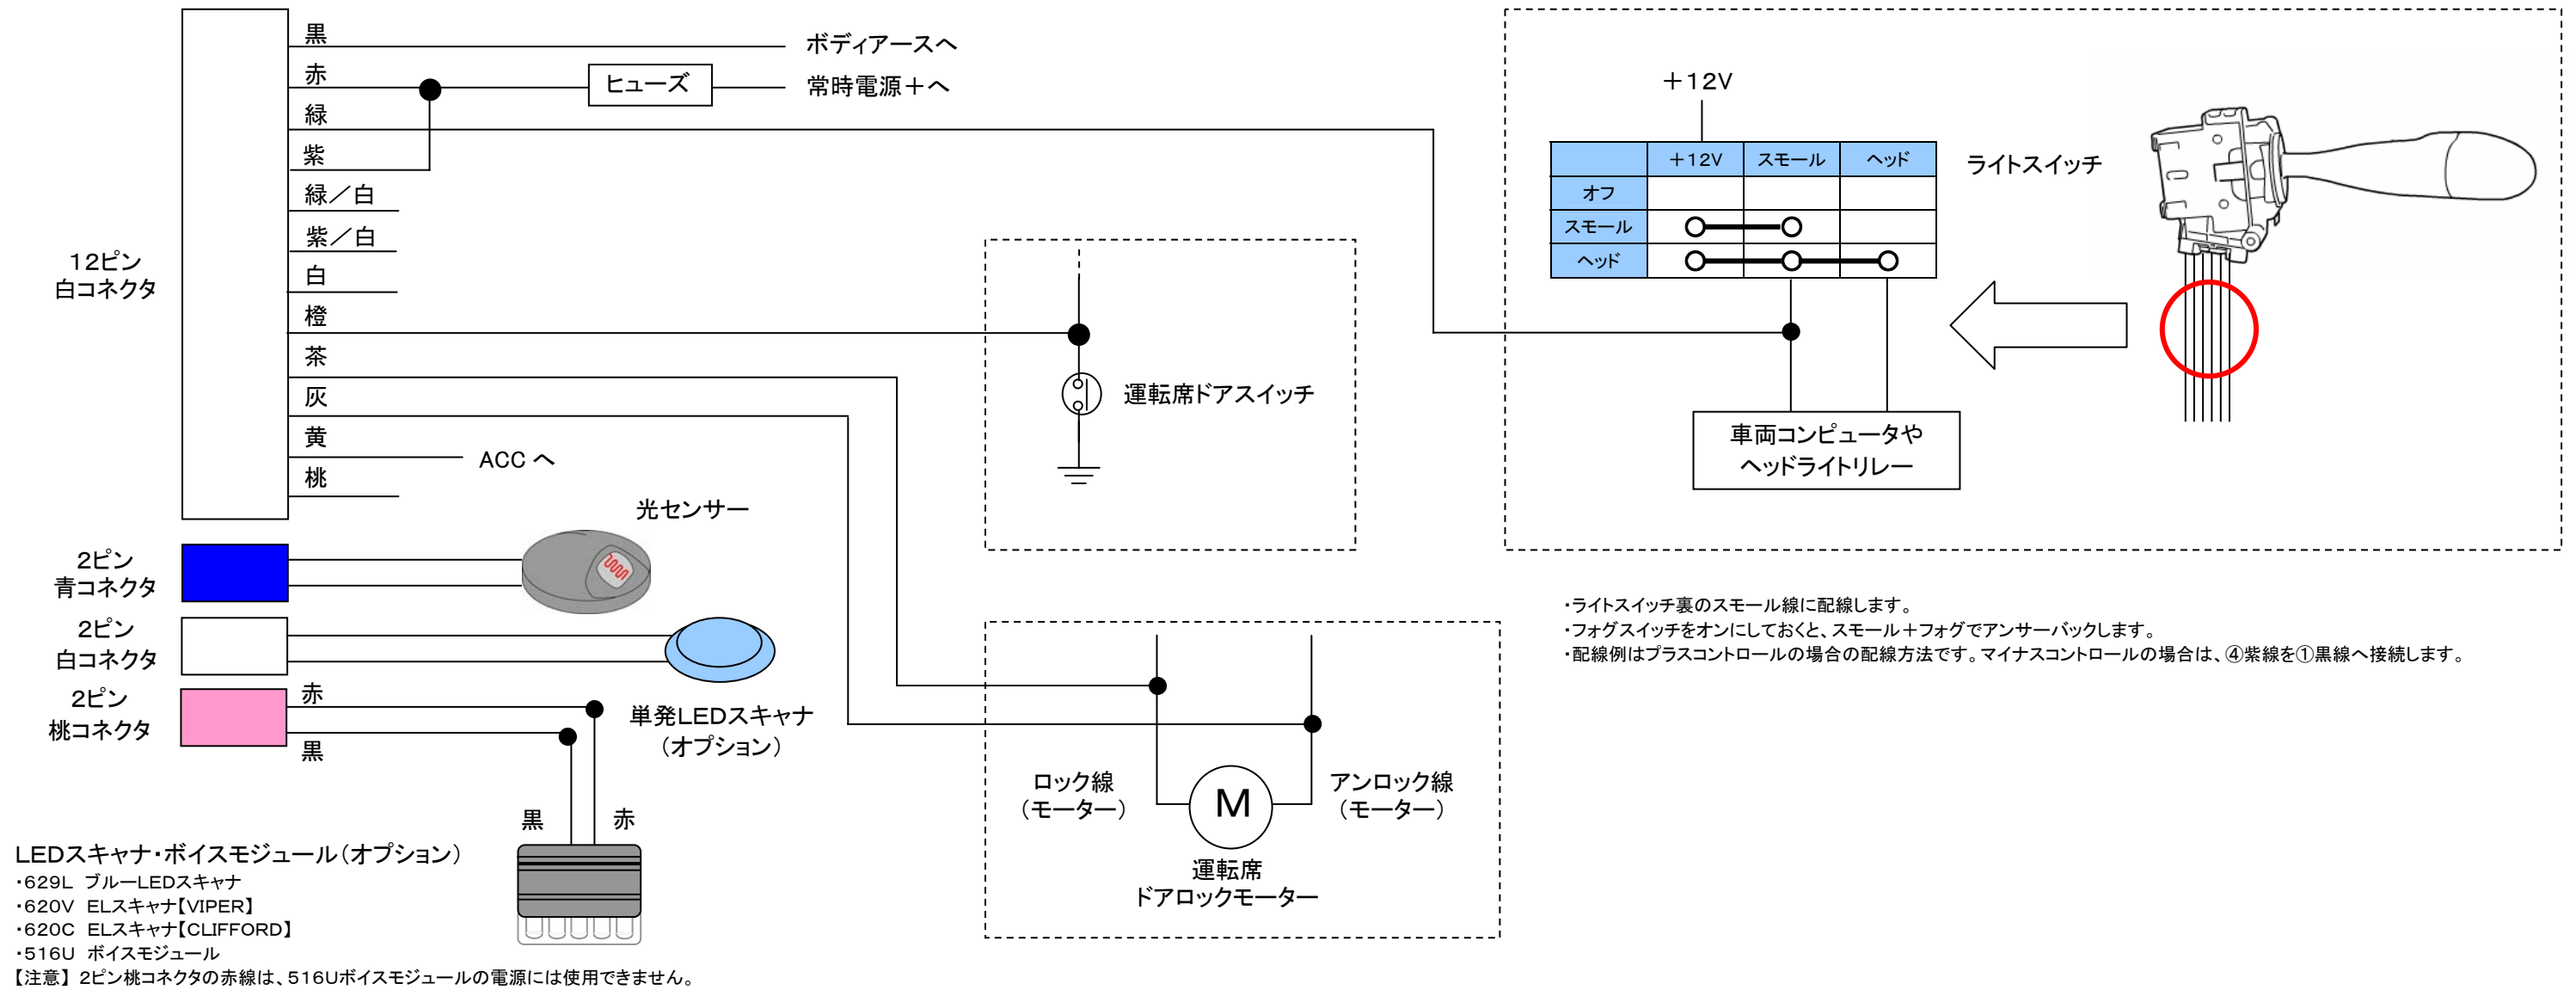 黒
ボディアースへ
赤
ヒューズ
常時電源＋へ
緑
紫
緑／白
紫／白
白
橙
茶
灰
黄
ACC へ
桃
12ピン
白コネクタ
光センサー
2ピン
青コネクタ
2ピン
白コネクタ
2ピン
桃コネクタ
赤
黒
単発LEDスキャナ
（オプション）
黒
赤
LEDスキャナ・ボイスモジュール（オプション）
・629L ブルーLEDスキャナ
・620V ELスキャナ【VIPER】
・620C ELスキャナ【CLIFFORD】
・516U ボイスモジュール
【注意】 2ピン桃コネクタの赤線は、516Uボイスモジュールの電源には使用できません。
運転席ドアスイッチ
ロック線
（モーター）
M
アンロック線
（モーター）
運転席
ドアロックモーター
＋12V
＋12V スモール ヘッド
オフ
スモール
ヘッド
ライトスイッチ
車両コンピュータや
ヘッドライトリレー
・ライトスイッチ裏のスモール線に配線します。
・フォグスイッチをオンにしておくと、スモール＋フォグでアンサーバックします。
・配線例はプラスコントロールの場合の配線方法です。マイナスコントロールの場合は、④紫線を①黒線へ接続します。